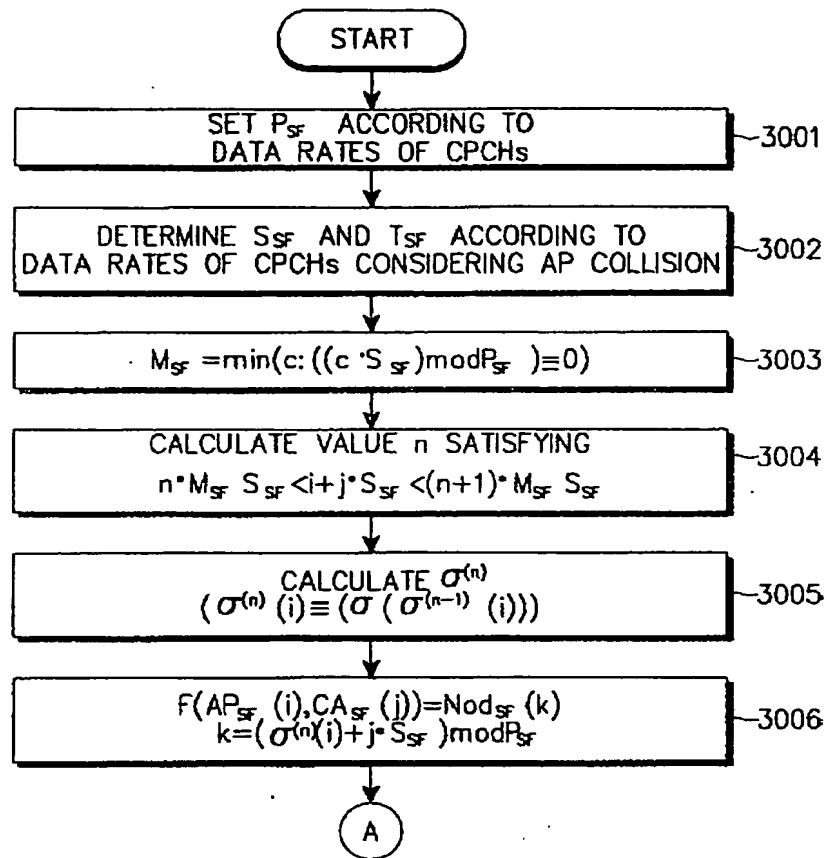 START
SET P_SF ACCORDING TO
DATA RATES OF CPCHs
3001
DETERMINE S_SF AND T_SF ACCORDING TO
DATA RATES OF CPCHs CONSIDERING AP COLLISION
3002
M_SF =min(c: ((c·S_SF)modP_SF)≡0)
3003
CALCULATE VALUE n SATISFYING
n·M_SF S_SF <i+j·S_SF <(n+1)·M_SF S_SF
3004
CALCULATE σ^(n)
(σ^(n) (i)≡(σ (σ^(n-1) (i)))
3005
F(AP_SF (i),CA_SF (j))=Nod_SF (k)
k=(σ^(n)(i)+j·S_SF)modP_SF
3006
A